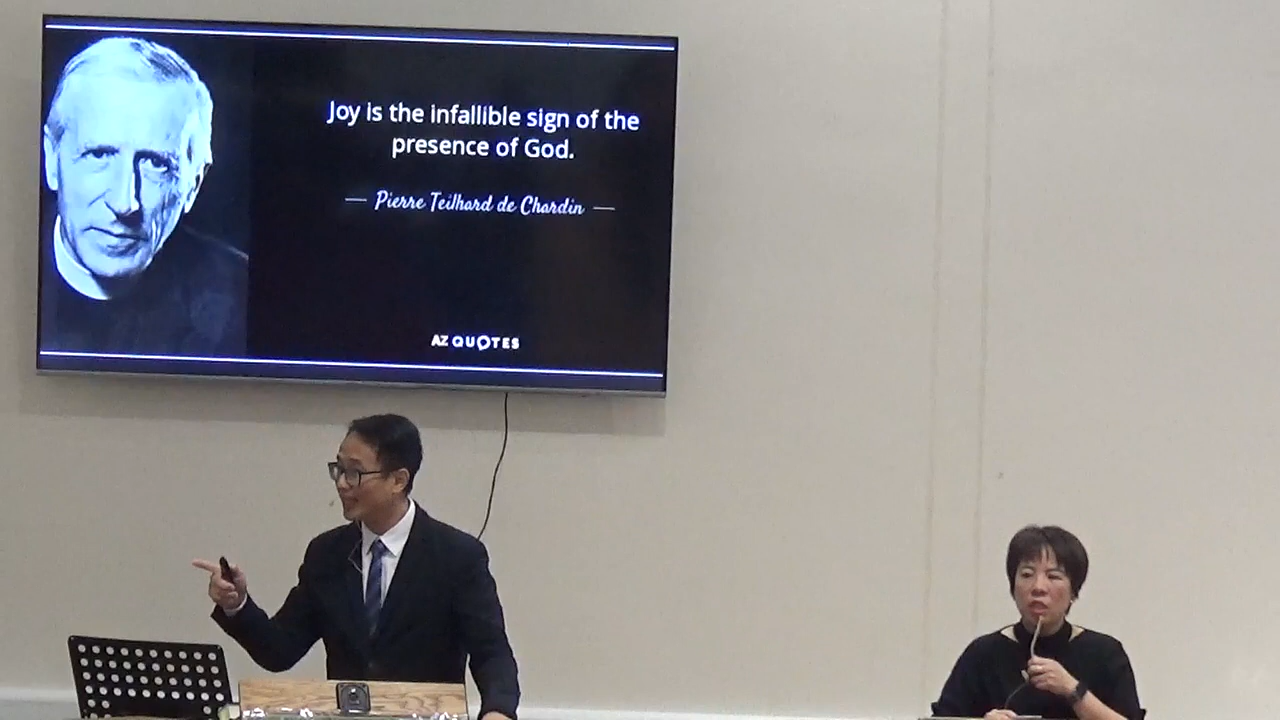 Joy is the infallible sign of the
presence of God.
— Pierre Teilhard de Chardin —
AZ QUOTES